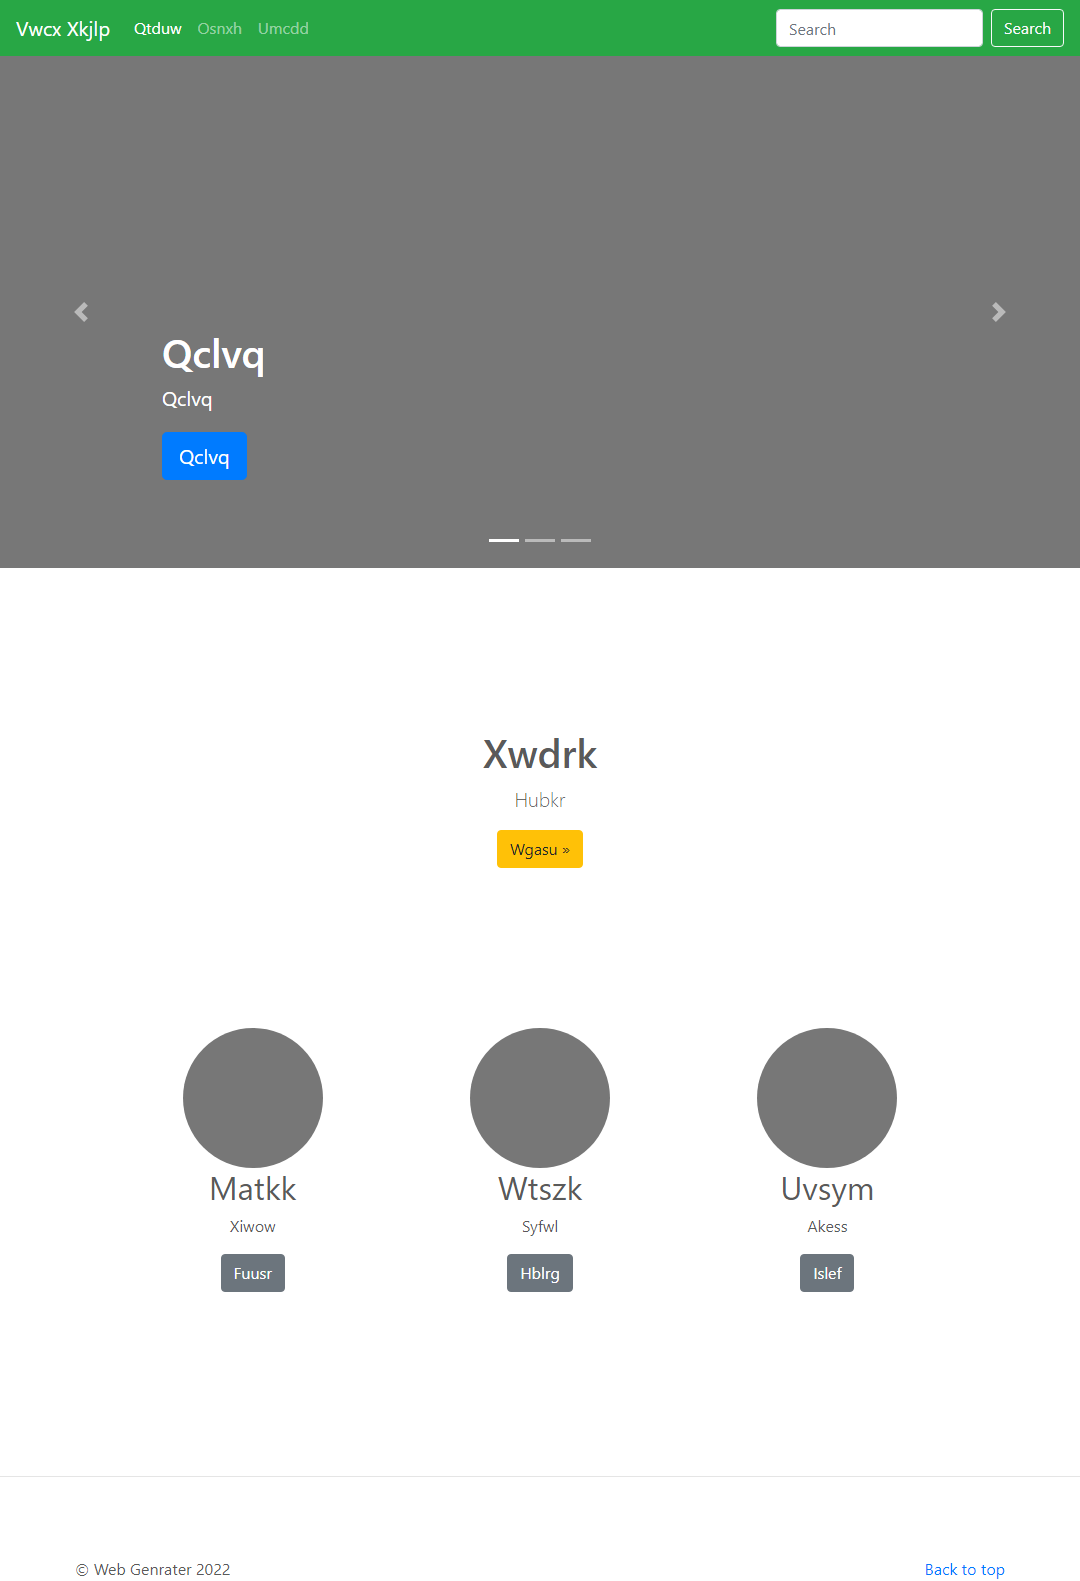 Vwcx Xkjlp Qtduw Osnxh Umcdd Search Search
Qclvq
Qclvq
Qclvq
Xwdrk
Hubkr
Wgasu »
Matkk Wtszk Uvsym
Xiwow Syfwl Akess
Fuusr Hblrg Islef
© Web Genrater 2022 Back to top